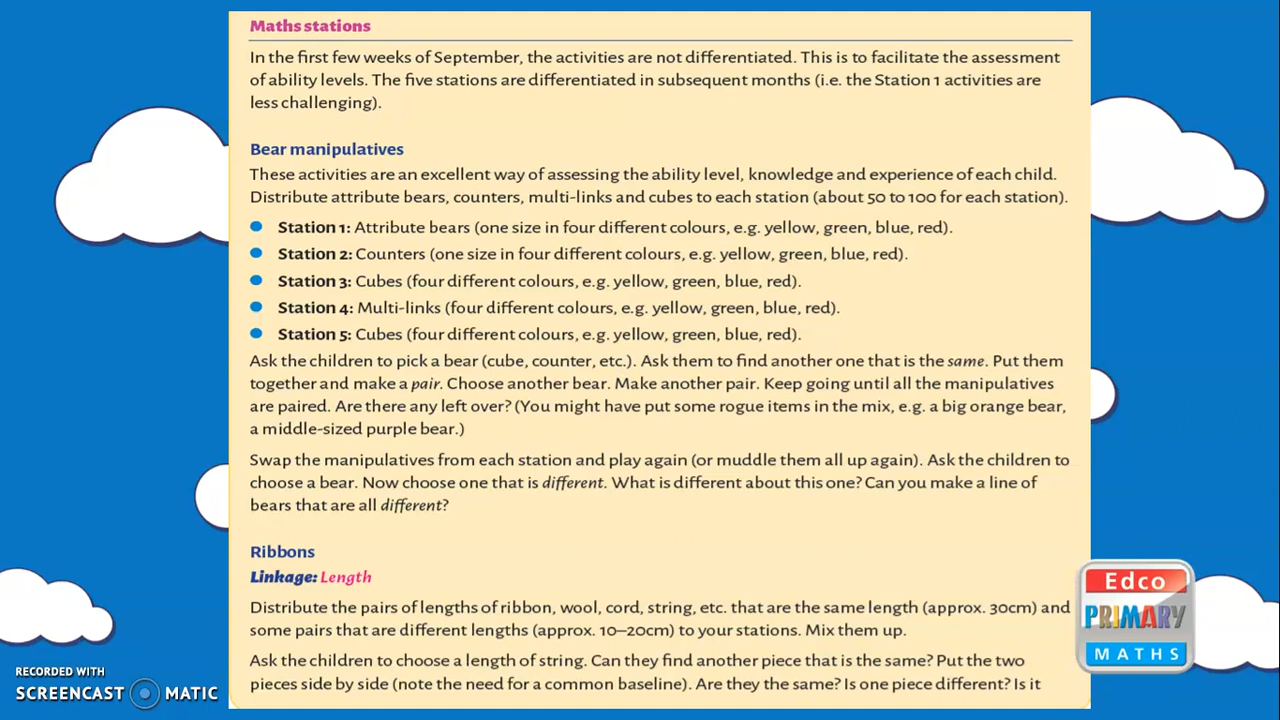 Maths stations
In the first few weeks of September, the activities are not differentiated. This is to facilitate the assessment
of ability levels. The five stations are differentiated in subsequent months (i.e. the Station 1 activities are
less challenging).
Bear manipulatives
These activities are an excellent way of assessing the ability level, knowledge and experience of each child.
Distribute attribute bears, counters, multi-links and cubes to each station (about 50 to 100 for each station).
Station 1: Attribute bears (one size in four different colours, e.g. yellow, green, blue, red).
Station 2: Counters (one size in four different colours, e.g. yellow, green, blue, red).
Station 3: Cubes (four different colours, e.g. yellow, green, blue, red).
Station 4: Multi-links (four different colours, e.g. yellow, green, blue, red).
Station 5: Cubes (four different colours, e.g. yellow, green, blue, red).
Ask the children to pick a bear (cube, counter, etc.). Ask them to find another one that is the same. Put them
together and make a pair. Choose another bear. Make another pair. Keep going until all the manipulatives
are paired. Are there any left over? (You might have put some rogue items in the mix, e.g. a big orange bear,
a middle-sized purple bear.)
Swap the manipulatives from each station and play again (or muddle them all up again). Ask the children to
choose a bear. Now choose one that is different. What is different about this one? Can you make a line of
bears that are all different?
Ribbons
Linkage: Length
Distribute the pairs of lengths of ribbon, wool, cord, string, etc. that are the same length (approx. 30cm) and
some pairs that are different lengths (approx. 10–20cm) to your stations. Mix them up.
Ask the children to choose a length of string. Can they find another piece that is the same? Put the two
pieces side by side (note the need for a common baseline). Are they the same? Is one piece different? Is it
Edco
PRIMARY
MATHS
RECORDED WITH
SCREENCAST MATIC